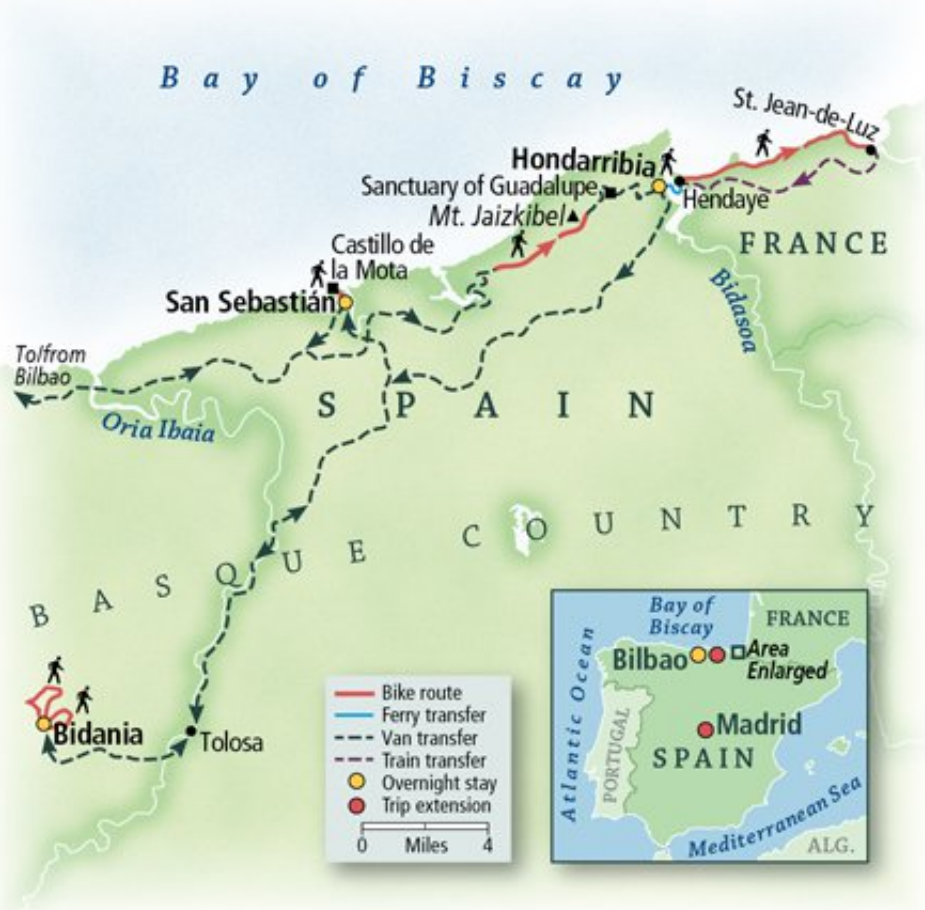 Bay of Biscay
St. Jean-de-Luz
Hondarribia
Sanctuary of Guadalupe
Hendaye
Mt. Jaizkibel
FRANCE
Castillo de
la Mota
San Sebastián
Bidasoa
To/from
Bilbao
SPAIN
Oria Ibaia
BASQUE COUNTRY
Bidania
Tolosa
Bike route
Ferry transfer
Van transfer
Train transfer
Overnight stay
Trip extension
0 Miles 4
Bay of
Biscay
FRANCE
Atlantic Ocean
Bilbao
Area
Enlarged
PORTUGAL
Madrid
SPAIN
Mediterranean Sea
ALG.